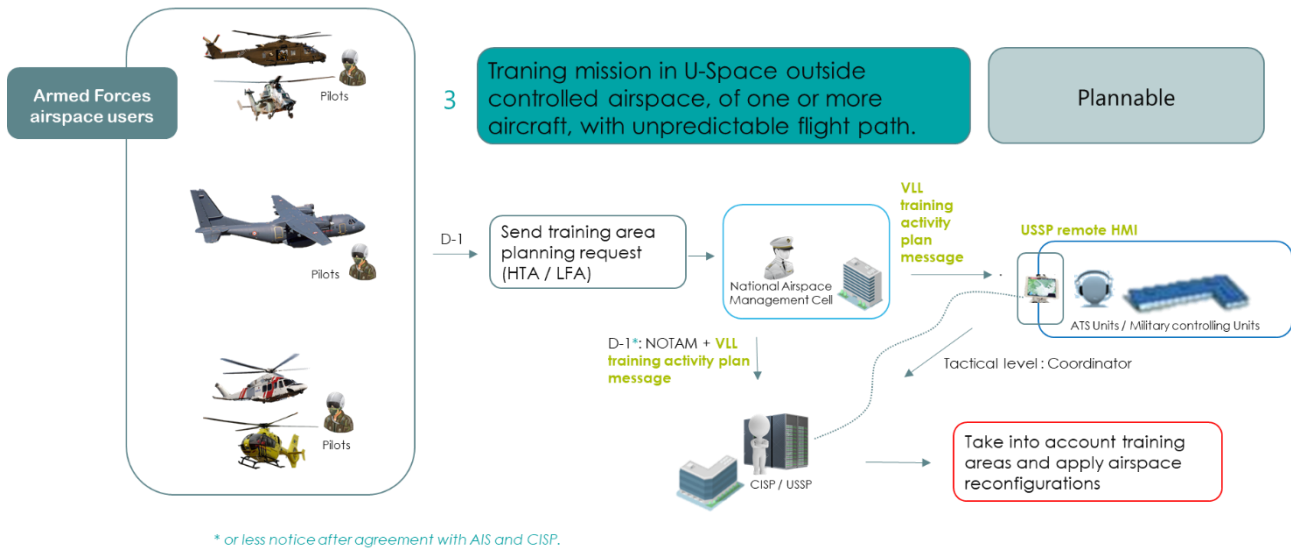 Armed Forces
airspace users
Pilots
Pilots
Pilots
3
Traning mission in U-Space outside
controlled airspace, of one or more
aircraft, with unpredictable flight path.
Plannable
D-1
Send training area
planning request
(HTA / LFA)
National Airspace
Management Cell
VLL
training
activity
plan
message
USSP remote HMI
ATS Units / Military controlling Units
D-1*: NOTAM + VLL
training activity plan
message
Tactical level : Coordinator
CISP / USSP
Take into account training
areas and apply airspace
reconfigurations
* or less notice after agreement with AIS and CISP.